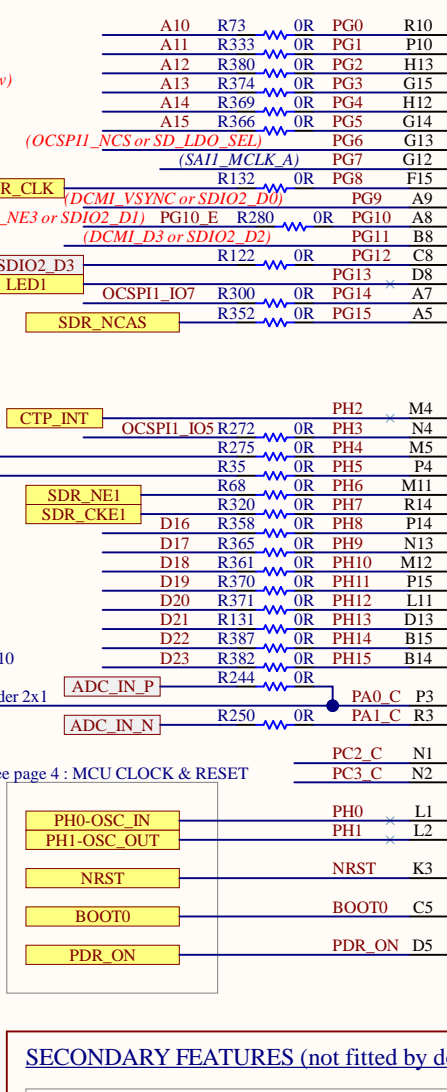 A10 R73 0R PG0 R10
A11 R333 0R PG1 P10
A12 R380 0R PG2 H13
A13 R374 0R PG3 G15
A14 R369 0R PG4 H12
A15 R366 0R PG5 G14
(OCSPI1_NCS or SD_LDO_SEL) PG6 G13
(SAI1_MCLK_A) PG7 G12
R_CLK R132 0R PG8 F15
(DCMI_VSYNC or SDIO2_D0) PG9 A9
_NE3 or SDIO2_D1) PG10_E R280 0R PG10 A8
(DCMI_D3 or SDIO2_D2) PG11 B8
SDIO2_D3 R122 0R PG12 C8
LED1 PG13 D8
OCSPI1_IO7 R300 0R PG14 A7
SDR_NCAS R352 0R PG15 A5
CTP_INT PH2 M4
OCSPI1_IO5 R272 0R PH3 N4
R275 0R PH4 M5
R35 0R PH5 P4
SDR_NE1 R68 0R PH6 M11
SDR_CKE1 R320 0R PH7 R14
D16 R358 0R PH8 P14
D17 R365 0R PH9 N13
D18 R361 0R PH10 M12
D19 R370 0R PH11 P15
D20 R371 0R PH12 L11
D21 R131 0R PH13 D13
D22 R387 0R PH14 B15
10 D23 R382 0R PH15 B14
ADC_IN_P R244 0R
der 2x1 PA0_C P3
ADC_IN_N R250 0R PA1_C R3
PC2_C N1
ee page 4 : MCU CLOCK & RESET PC3_C N2
PH0-OSC_IN PH0 L1
PH1-OSC_OUT PH1 L2
NRST NRST K3
BOOT0 BOOT0 C5
PDR_ON PDR_ON D5
SECONDARY FEATURES (not fitted by de